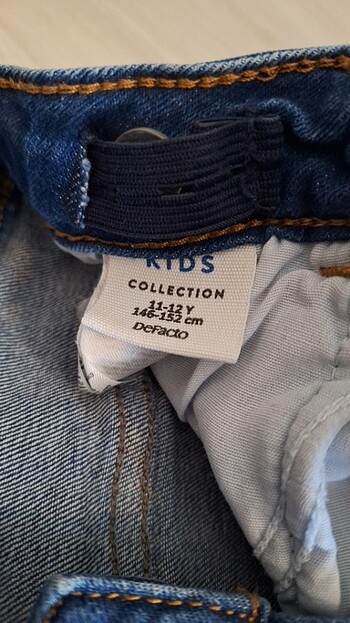 KIDS
COLLECTION
11-12 Y
146-152 cm
DeFacto